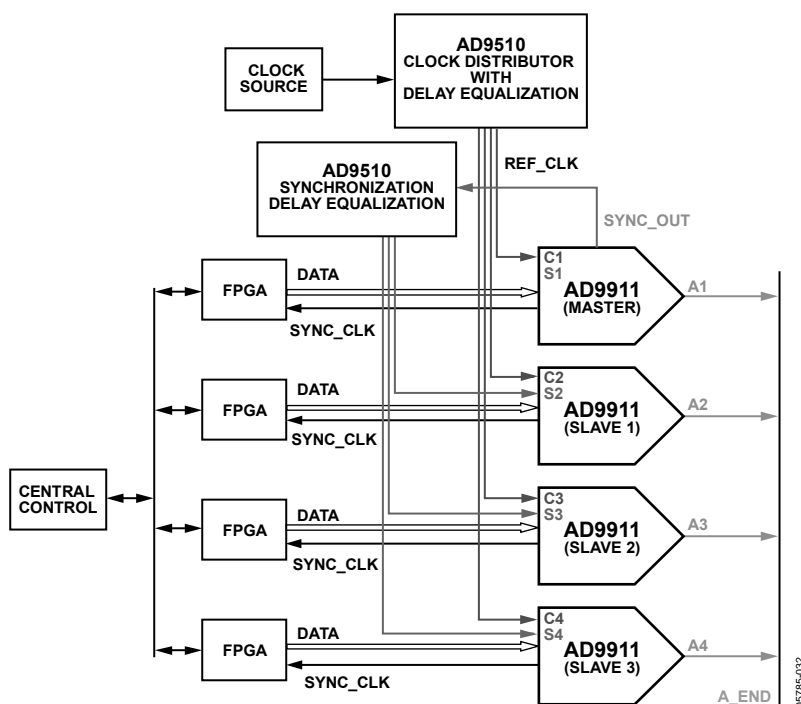 AD9510
CLOCK DISTRIBUTOR
WITH
DELAY EQUALIZATION
CLOCK
SOURCE
AD9510
SYNCHRONIZATION
DELAY EQUALIZATION
REF_CLK
SYNC_OUT
FPGA
DATA
SYNC_CLK
C1
S1
AD9911
(MASTER)
A1
FPGA
DATA
SYNC_CLK
C2
S2
AD9911
(SLAVE 1)
A2
CENTRAL
CONTROL
FPGA
DATA
SYNC_CLK
C3
S3
AD9911
(SLAVE 2)
A3
FPGA
DATA
SYNC_CLK
C4
S4
AD9911
(SLAVE 3)
A4
A_END
05785-032